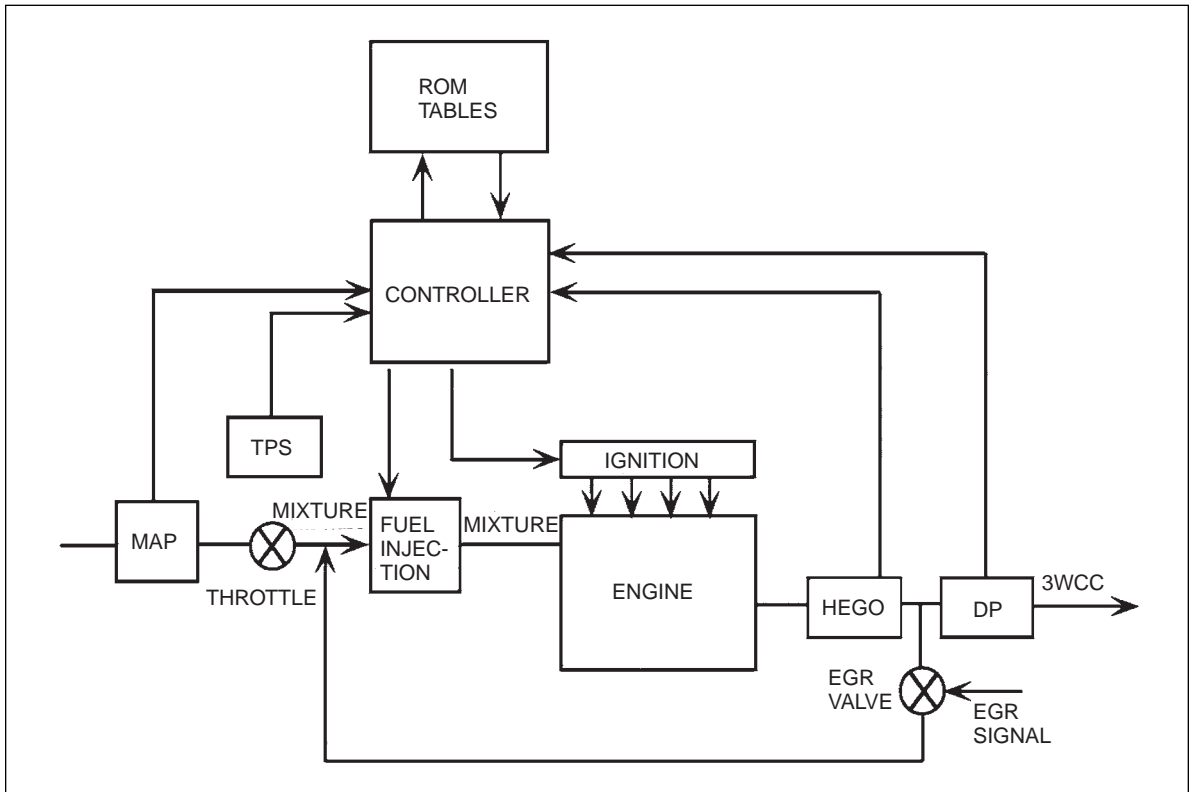 ROM
TABLES
CONTROLLER
TPS
IGNITION
MIXTURE
MIXTURE
MAP
FUEL
INJEC-
TION
THROTTLE
ENGINE
HEGO
DP
3WCC
EGR
VALVE
EGR
SIGNAL